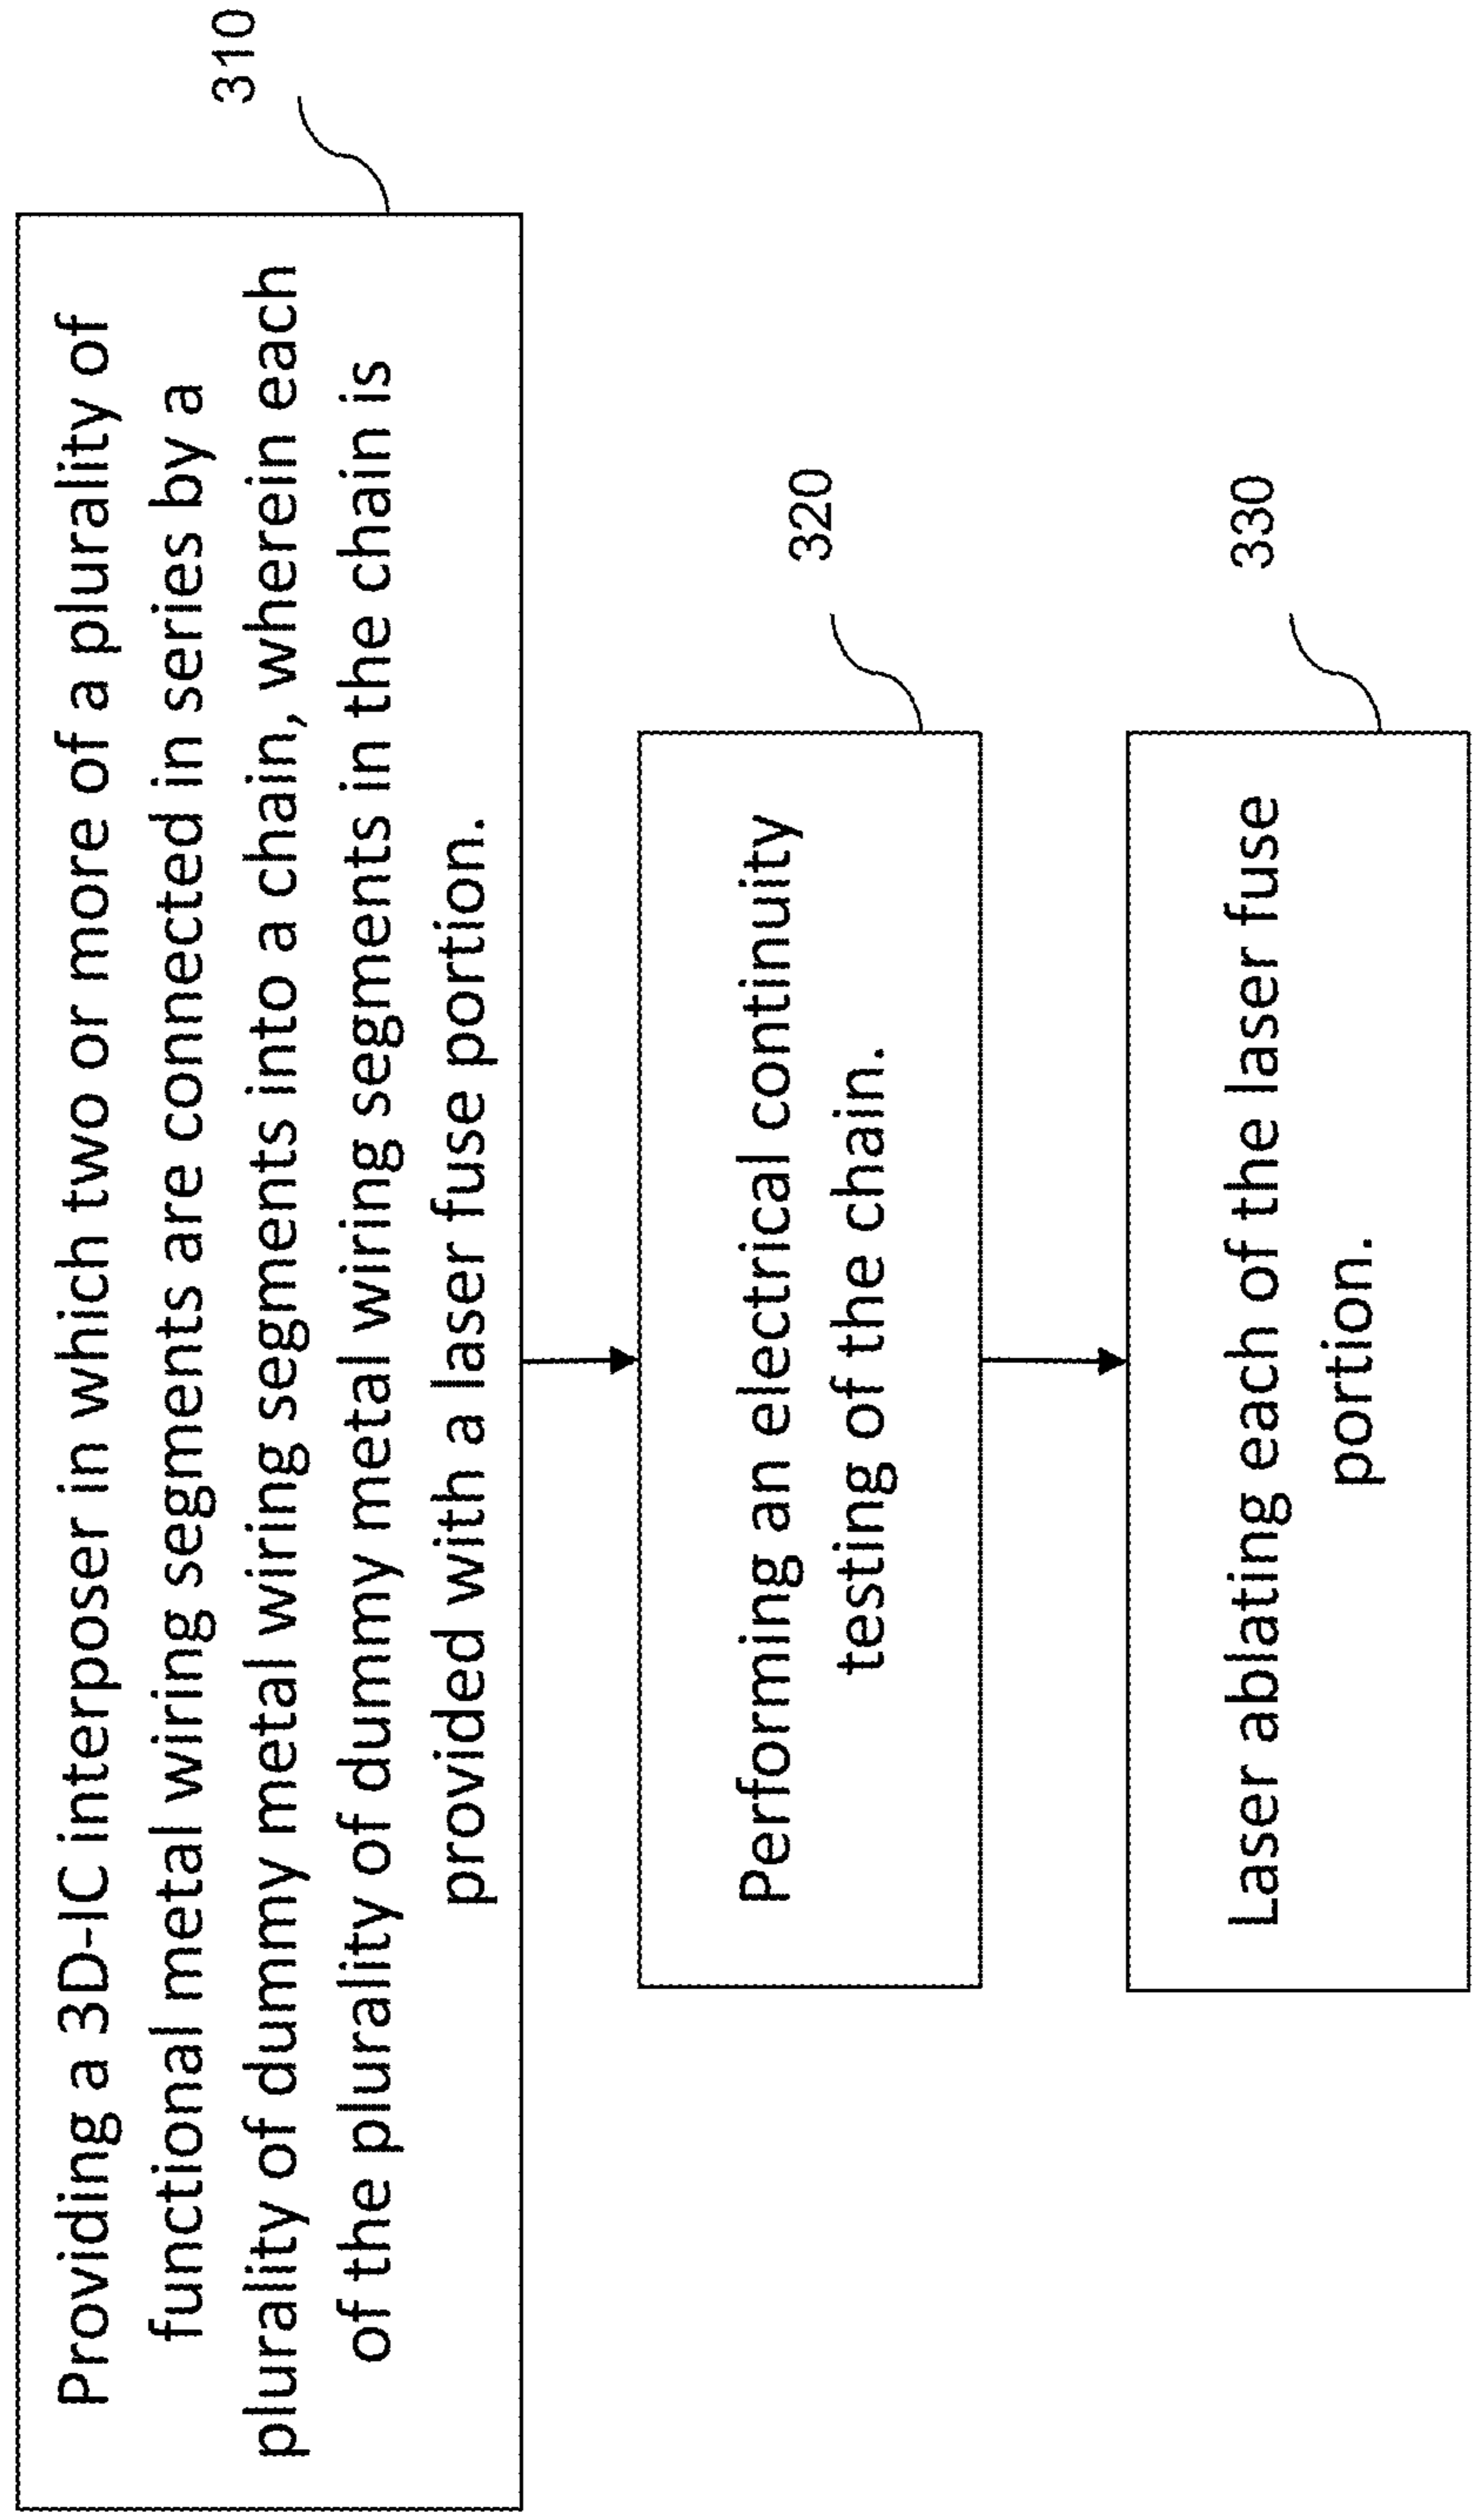 Providing a 3D-IC interposer in which two or more of a plurality of
functional metal wiring segments are connected in series by a
plurality of dummy metal wiring segments into a chain, wherein each
of the plurality of dummy metal wiring segments in the chain is
provided with a laser fuse portion.
310
Performing an electrical continuity
testing of the chain.
320
Laser ablating each of the laser fuse
portion.
330